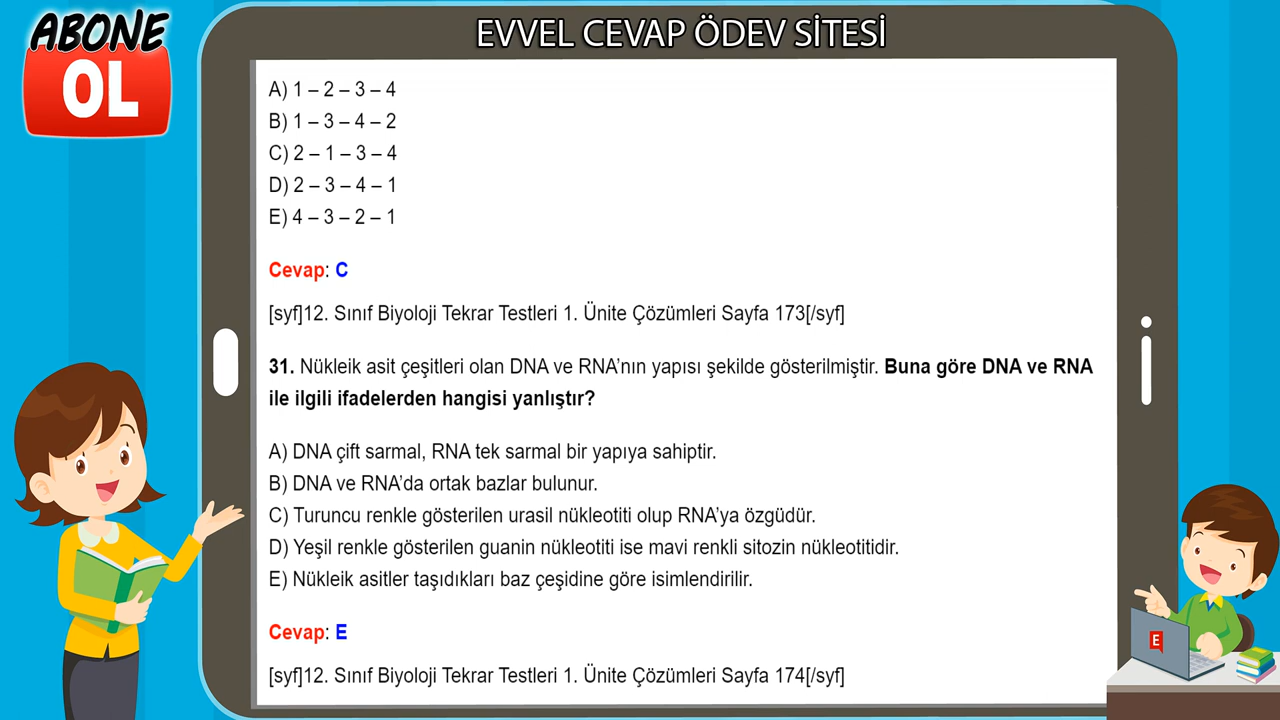 ABONE
OL
EVVEL CEVAP ÖDEV SİTESİ
A) 1 – 2 – 3 – 4
B) 1 – 3 – 4 – 2
C) 2 – 1 – 3 – 4
D) 2 – 3 – 4 – 1
E) 4 – 3 – 2 – 1
Cevap: C
[syf]12. Sınıf Biyoloji Tekrar Testleri 1. Ünite Çözümleri Sayfa 173[/syf]
31. Nükleik asit çeşitleri olan DNA ve RNA’nın yapısı şekilde gösterilmiştir. Buna göre DNA ve RNA
ile ilgili ifadelerden hangisi yanlıştır?
A) DNA çift sarmal, RNA tek sarmal bir yapıya sahiptir.
B) DNA ve RNA’da ortak bazlar bulunur.
C) Turuncu renkle gösterilen urasil nükleotiti olup RNA’ya özgüdür.
D) Yeşil renkle gösterilen guanin nükleotiti ise mavi renkli sitozin nükleotitidir.
E) Nükleik asitler taşıdıkları baz çeşidine göre isimlendirilir.
Cevap: E
[syf]12. Sınıf Biyoloji Tekrar Testleri 1. Ünite Çözümleri Sayfa 174[/syf]
E